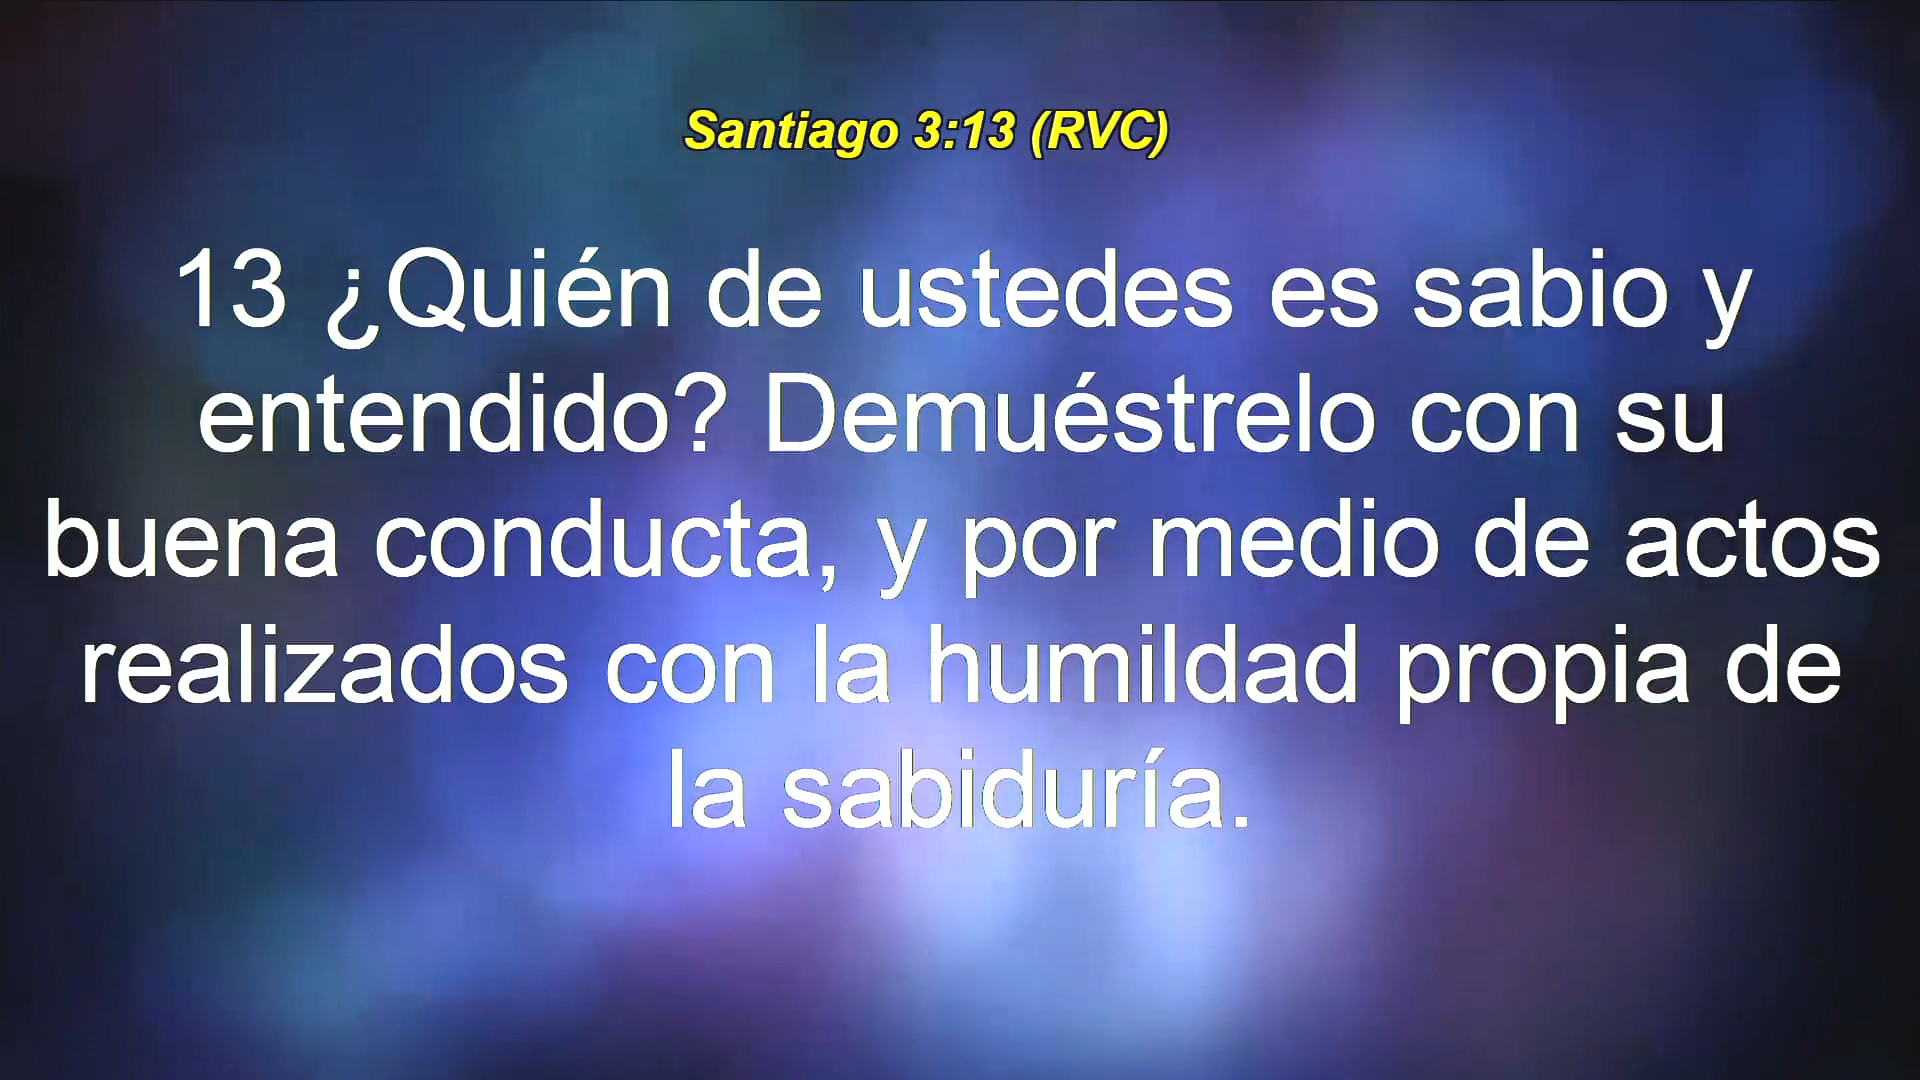 Santiago 3:13 (RVC)
13 ¿Quién de ustedes es sabio y
entendido? Demuéstrelo con su
buena conducta, y por medio de actos
realizados con la humildad propia de
la sabiduría.